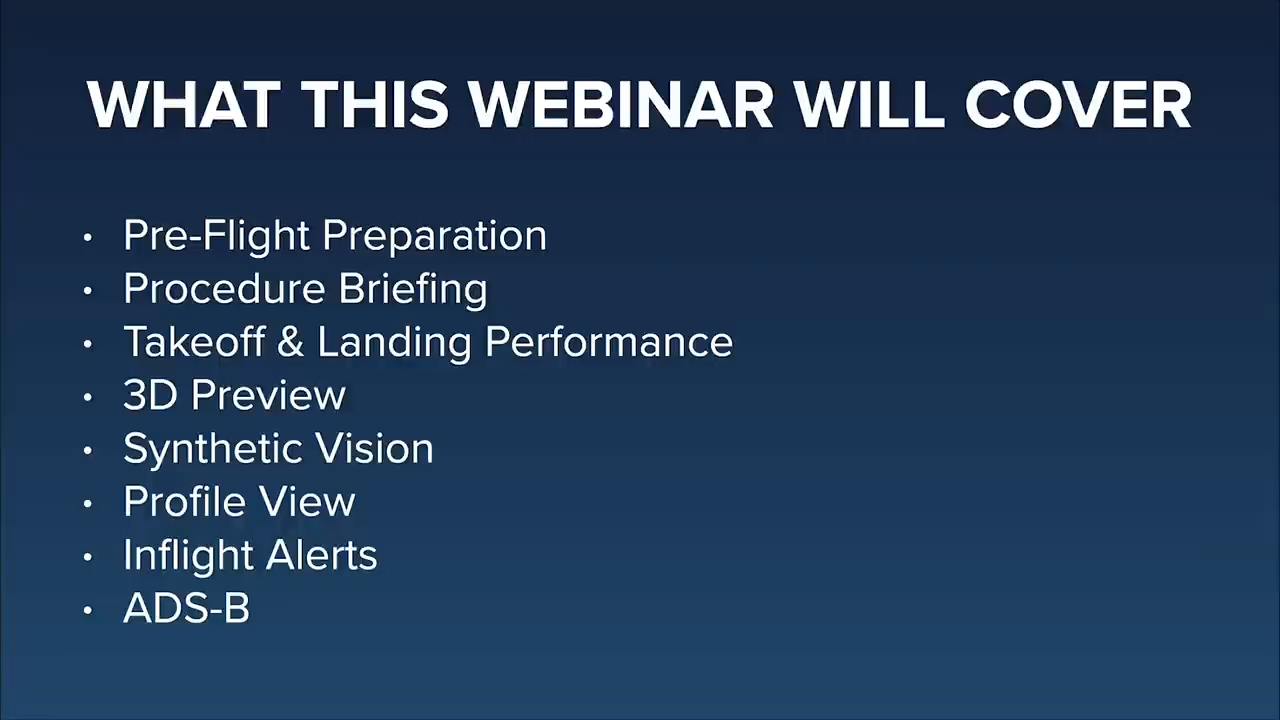 WHAT THIS WEBINAR WILL COVER
• Pre-Flight Preparation
• Procedure Briefing
• Takeoff & Landing Performance
• 3D Preview
• Synthetic Vision
• Profile View
• Inflight Alerts
• ADS-B